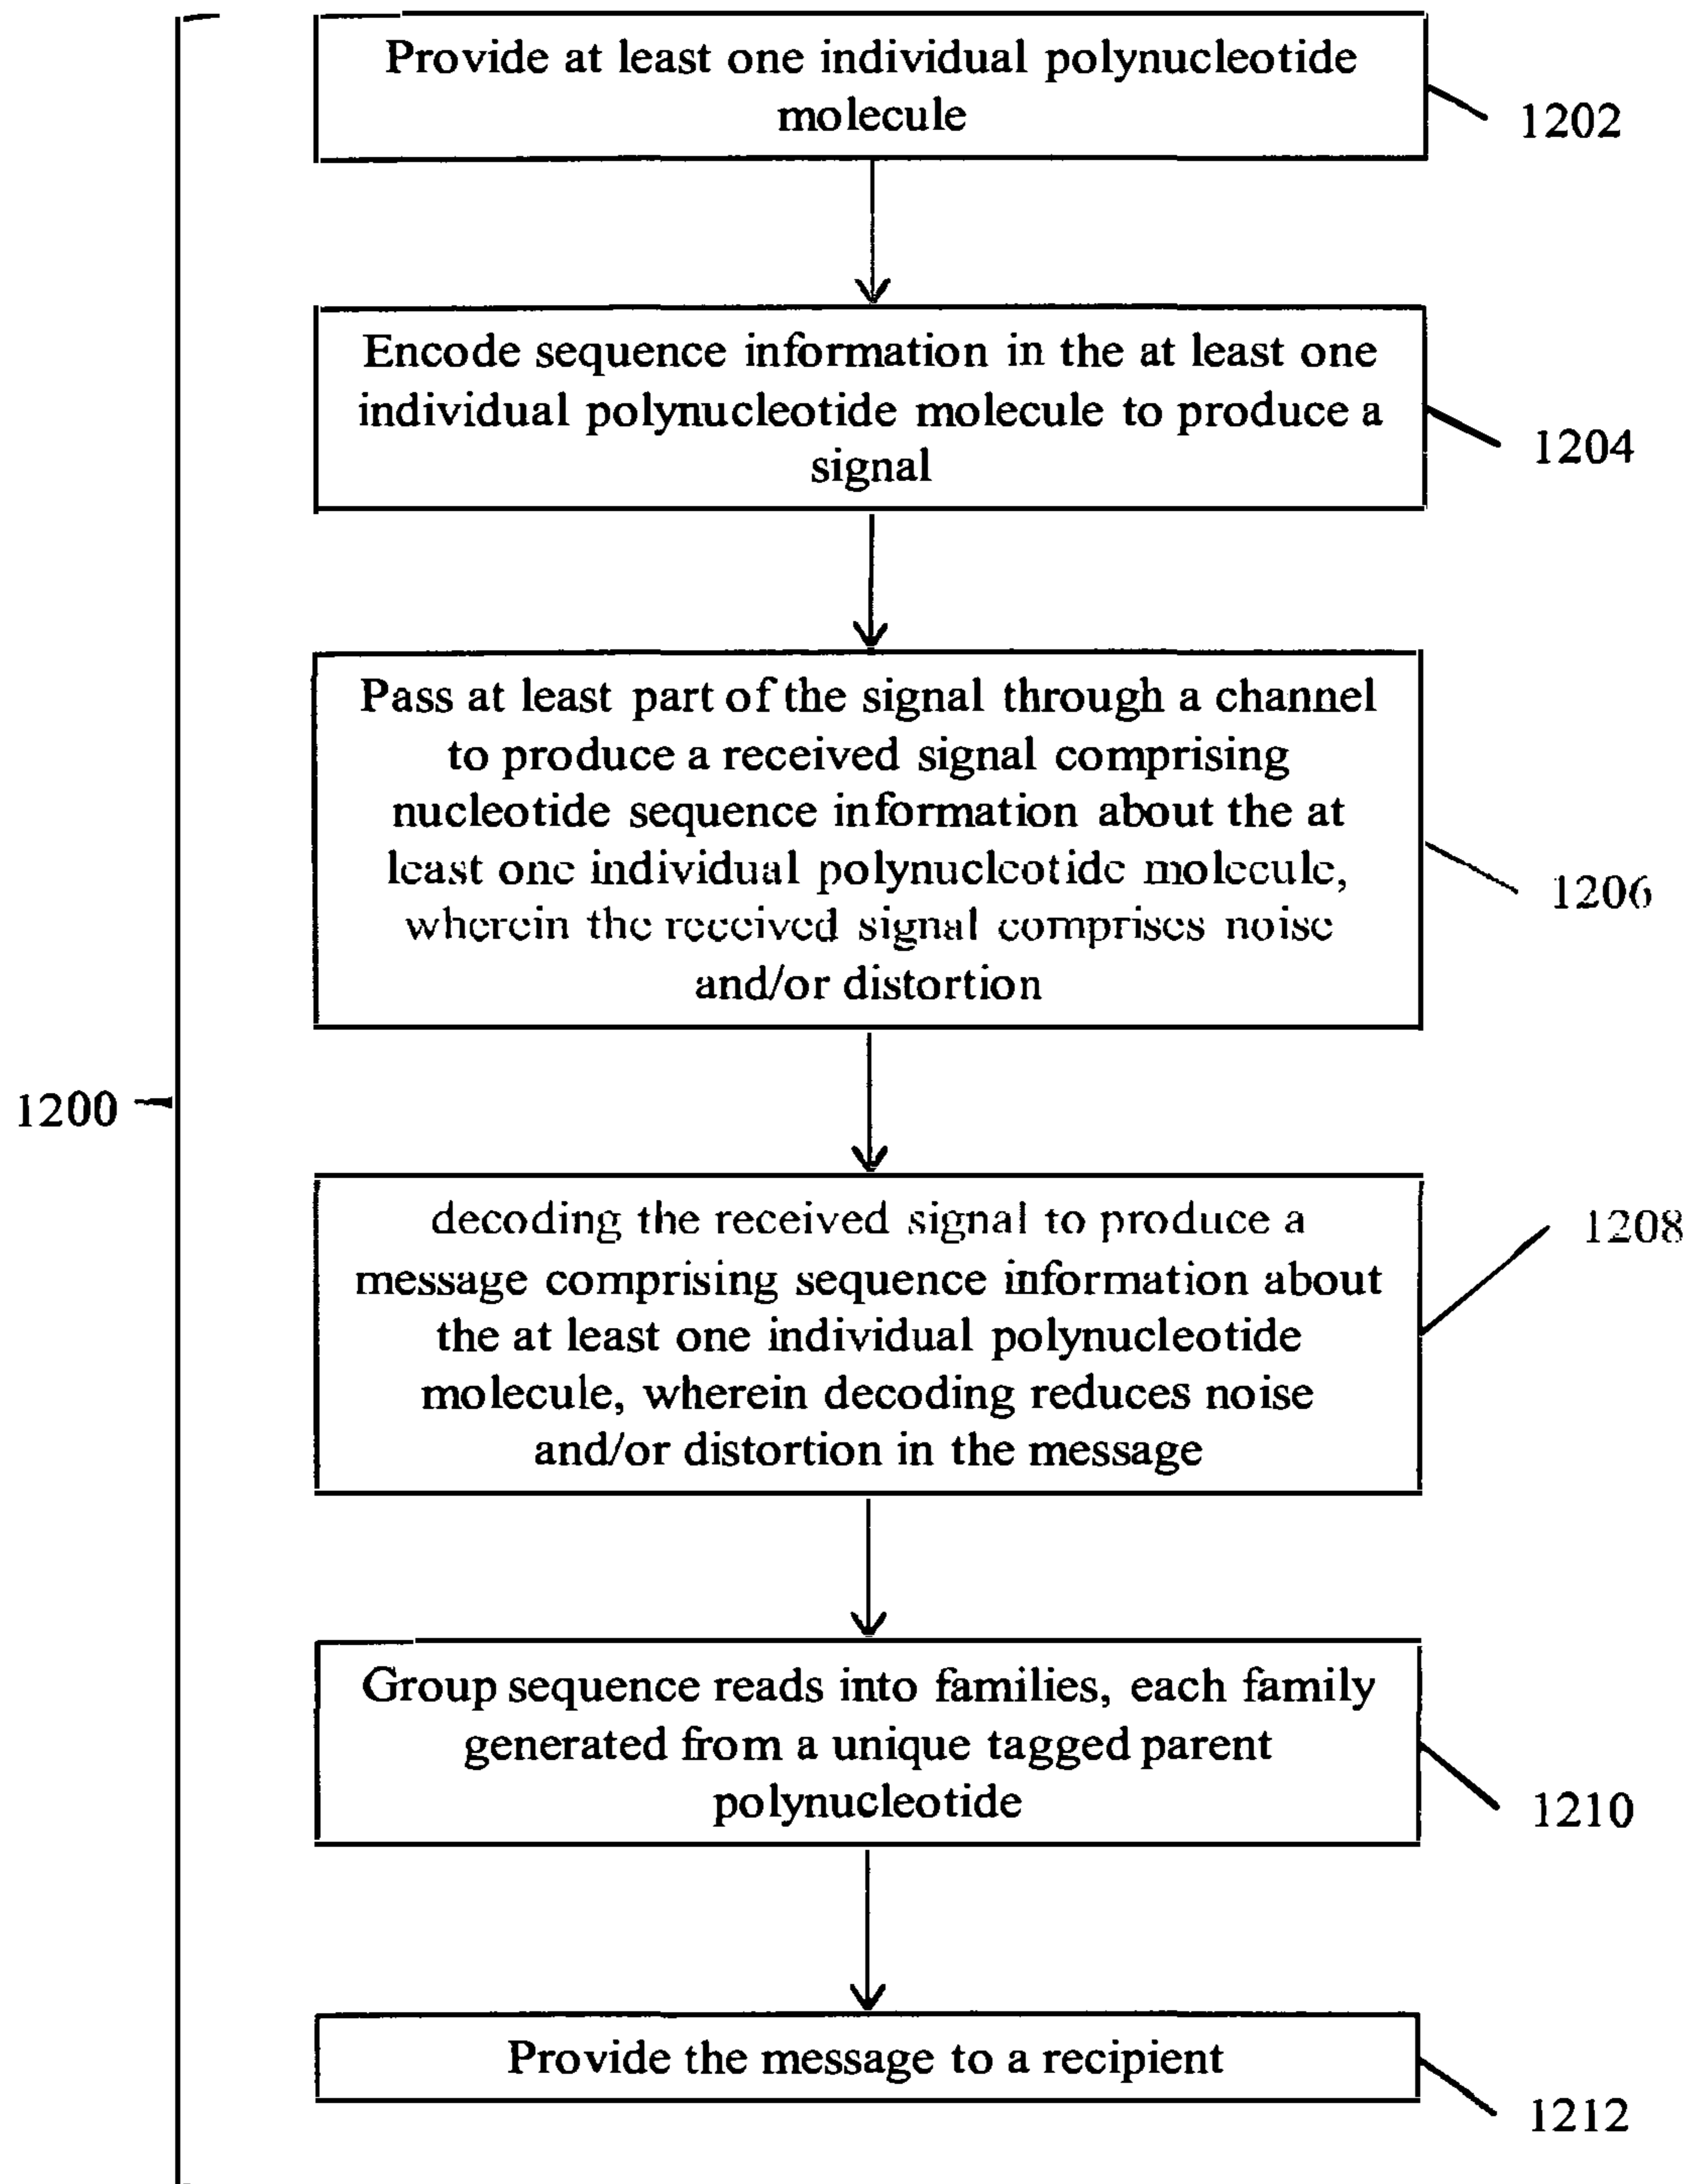 Provide at least one individual polynucleotide
molecule
1202
Encode sequence information in the at least one
individual polynucleotide molecule to produce a
signal
1204
Pass at least part of the signal through a channel
to produce a received signal comprising
nucleotide sequence information about the at
least one individual polynucleotide molecule,
wherein the received signal comprises noise
and/or distortion
1206
1200
decoding the received signal to produce a
message comprising sequence information about
the at least one individual polynucleotide
molecule, wherein decoding reduces noise
and/or distortion in the message
1208
Group sequence reads into families, each family
generated from a unique tagged parent
polynucleotide
1210
Provide the message to a recipient
1212